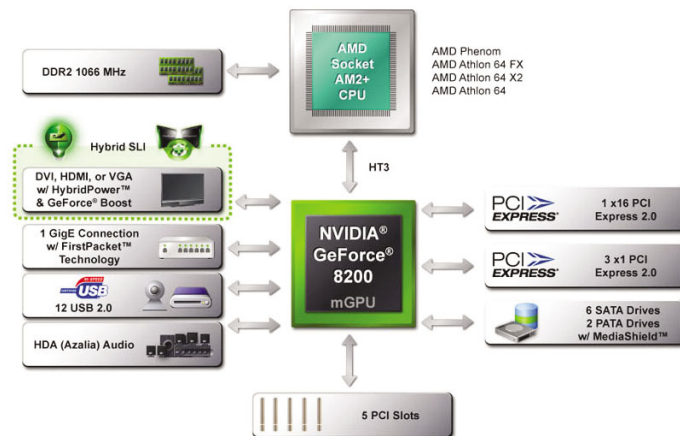 AMD
Socket
AM2+
CPU
AMD Phenom
AMD Athlon 64 FX
AMD Athlon 64 X2
AMD Athlon 64
DDR2 1066 MHz
HT3
Hybrid SLI
DVI, HDMI, or VGA
w/ HybridPower™
& GeForce® Boost
1 GigE Connection
w/ FirstPacket™
Technology
USB
12 USB 2.0
HDA (Azalia) Audio
NVIDIA®
GeForce®
8200
mGPU
PCI
EXPRESS®
1 x16 PCI
Express 2.0
PCI
EXPRESS®
3 x1 PCI
Express 2.0
6 SATA Drives
2 PATA Drives
w/ MediaShield™
5 PCI Slots